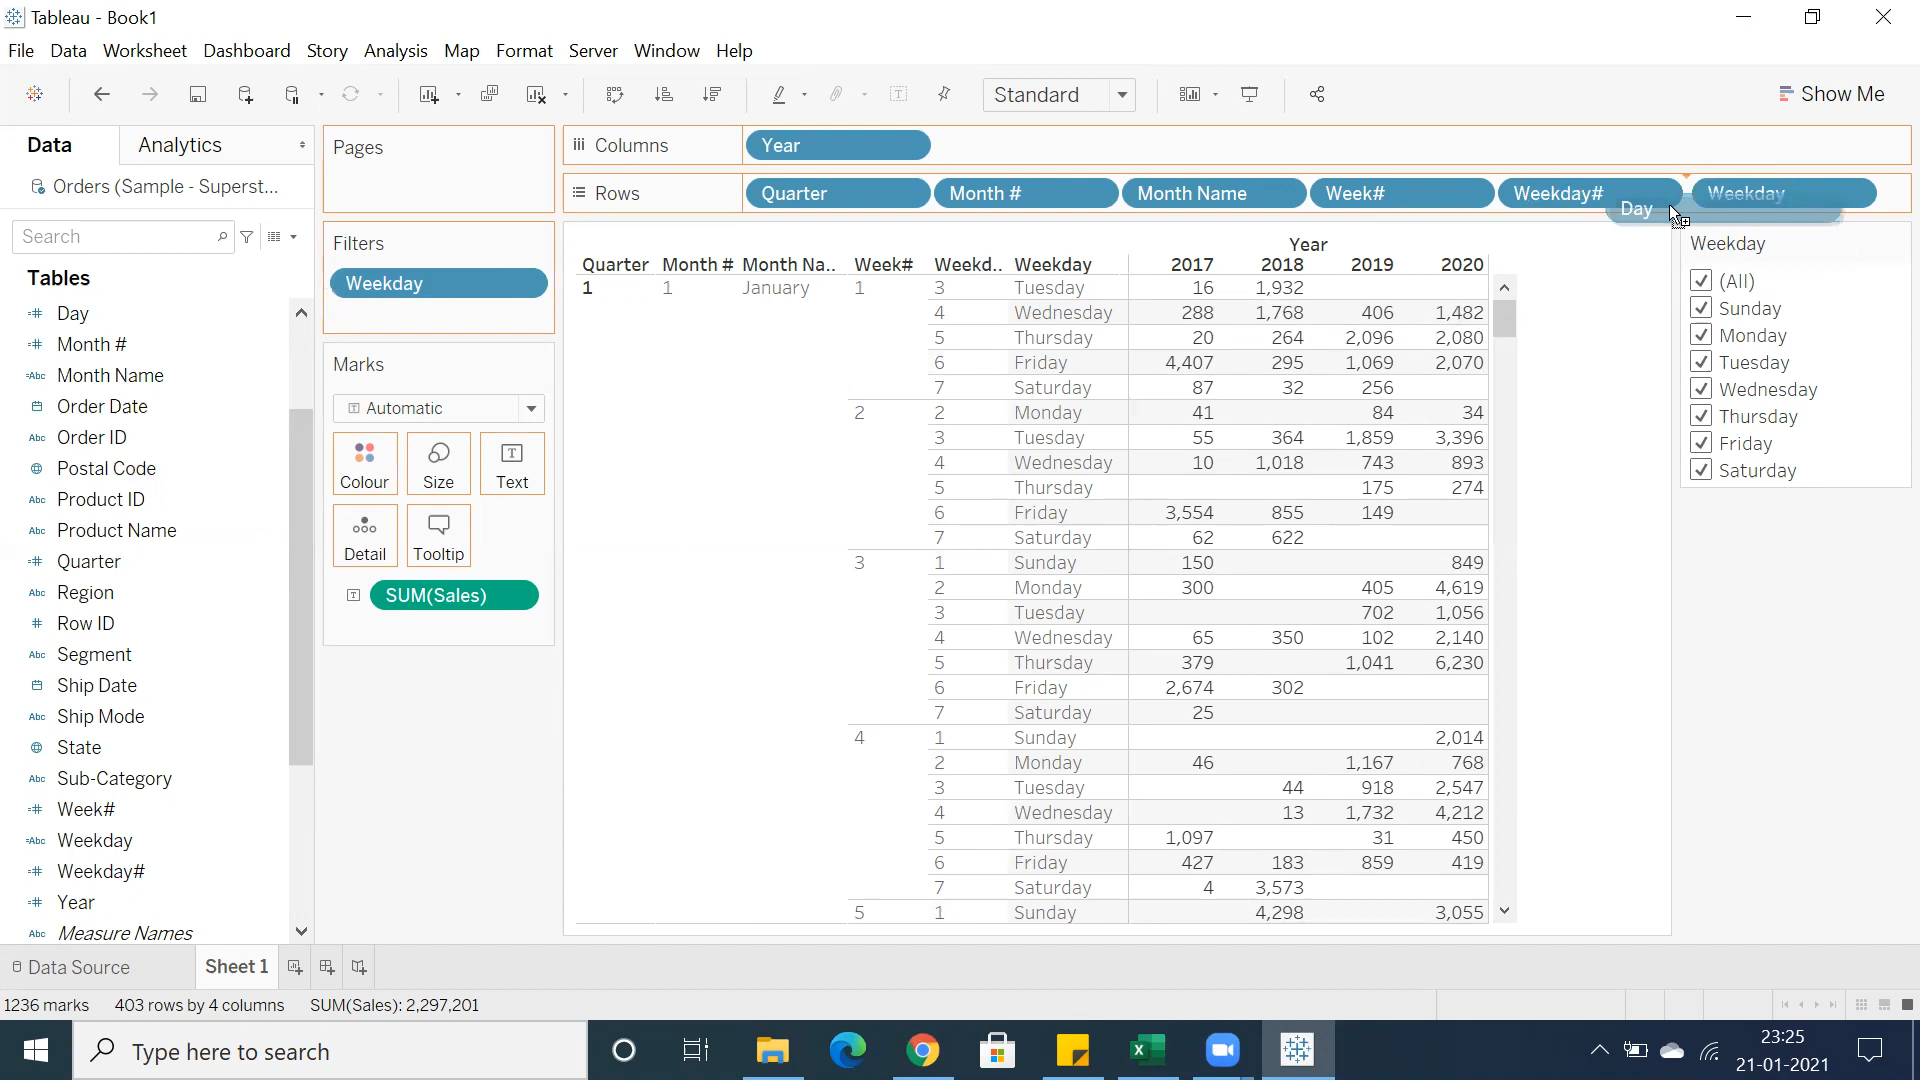 Tableau - Book1
File Data Worksheet Dashboard Story Analysis Map Format Server Window Help
Standard
Show Me
Data
Analytics
Orders (Sample - Superst...
Search
Tables
Day
Month #
Month Name
Order Date
Order ID
Postal Code
Product ID
Product Name
Quarter
Region
Row ID
Segment
Ship Date
Ship Mode
State
Sub-Category
Week#
Weekday
Weekday#
Year
Measure Names
Pages
Filters
Weekday
Marks
Automatic
Colour Size Text
Detail Tooltip
SUM(Sales)
Columns Year
Rows Quarter Month # Month Name Week# Weekday# Weekday
Day
Year
Quarter Month # Month Na.. Week# Weekd.. Weekday 2017 2018 2019 2020
1 1 January 1 3 Tuesday 16 1,932
4 Wednesday 288 1,768 406 1,482
5 Thursday 20 264 2,096 2,080
6 Friday 4,407 295 1,069 2,070
7 Saturday 87 32 256
2 2 Monday 41 84 34
3 Tuesday 55 364 1,859 3,396
4 Wednesday 10 1,018 743 893
5 Thursday 175 274
6 Friday 3,554 855 149
7 Saturday 62 622
3 1 Sunday 150 849
2 Monday 300 405 4,619
3 Tuesday 702 1,056
4 Wednesday 65 350 102 2,140
5 Thursday 379 1,041 6,230
6 Friday 2,674 302
7 Saturday 25
4 1 Sunday 2,014
2 Monday 46 1,167 768
3 Tuesday 44 918 2,547
4 Wednesday 13 1,732 4,212
5 Thursday 1,097 31 450
6 Friday 427 183 859 419
7 Saturday 4 3,573
5 1 Sunday 4,298 3,055
Weekday
(All)
Sunday
Monday
Tuesday
Wednesday
Thursday
Friday
Saturday
Data Source
Sheet 1
1236 marks 403 rows by 4 columns SUM(Sales): 2,297,201
Type here to search
23:25
21-01-2021